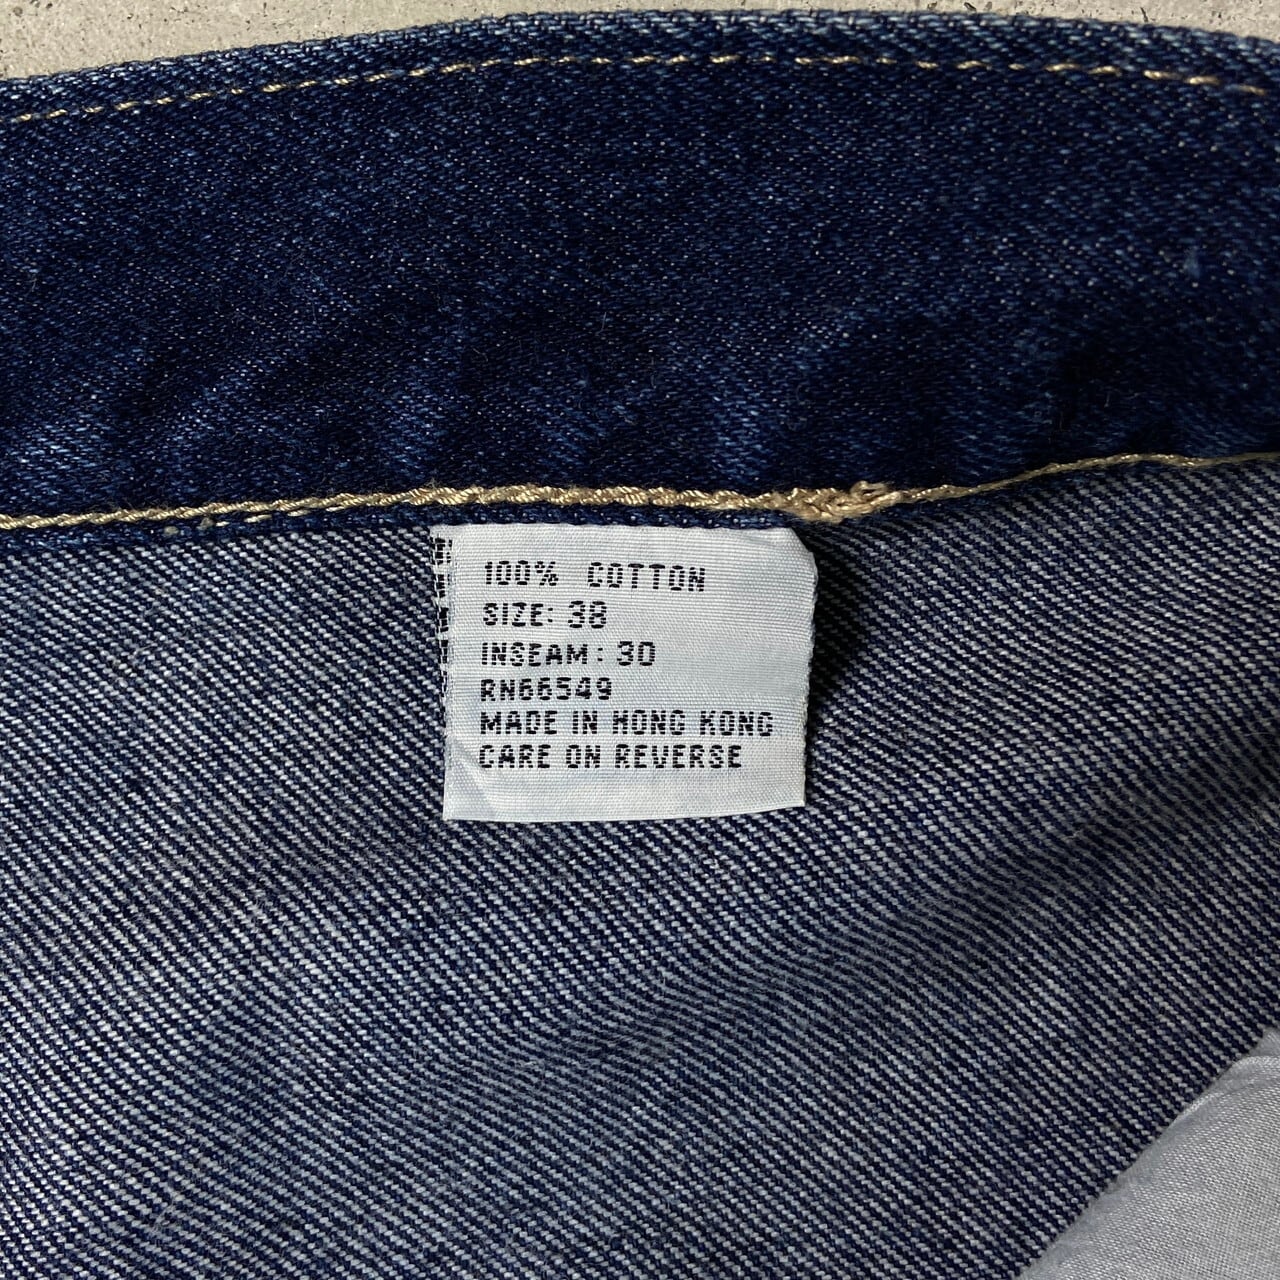 100% COTTON
SIZE: 38
INSEAM: 30
RN66549
MADE IN HONG KONG
CARE ON REVERSE